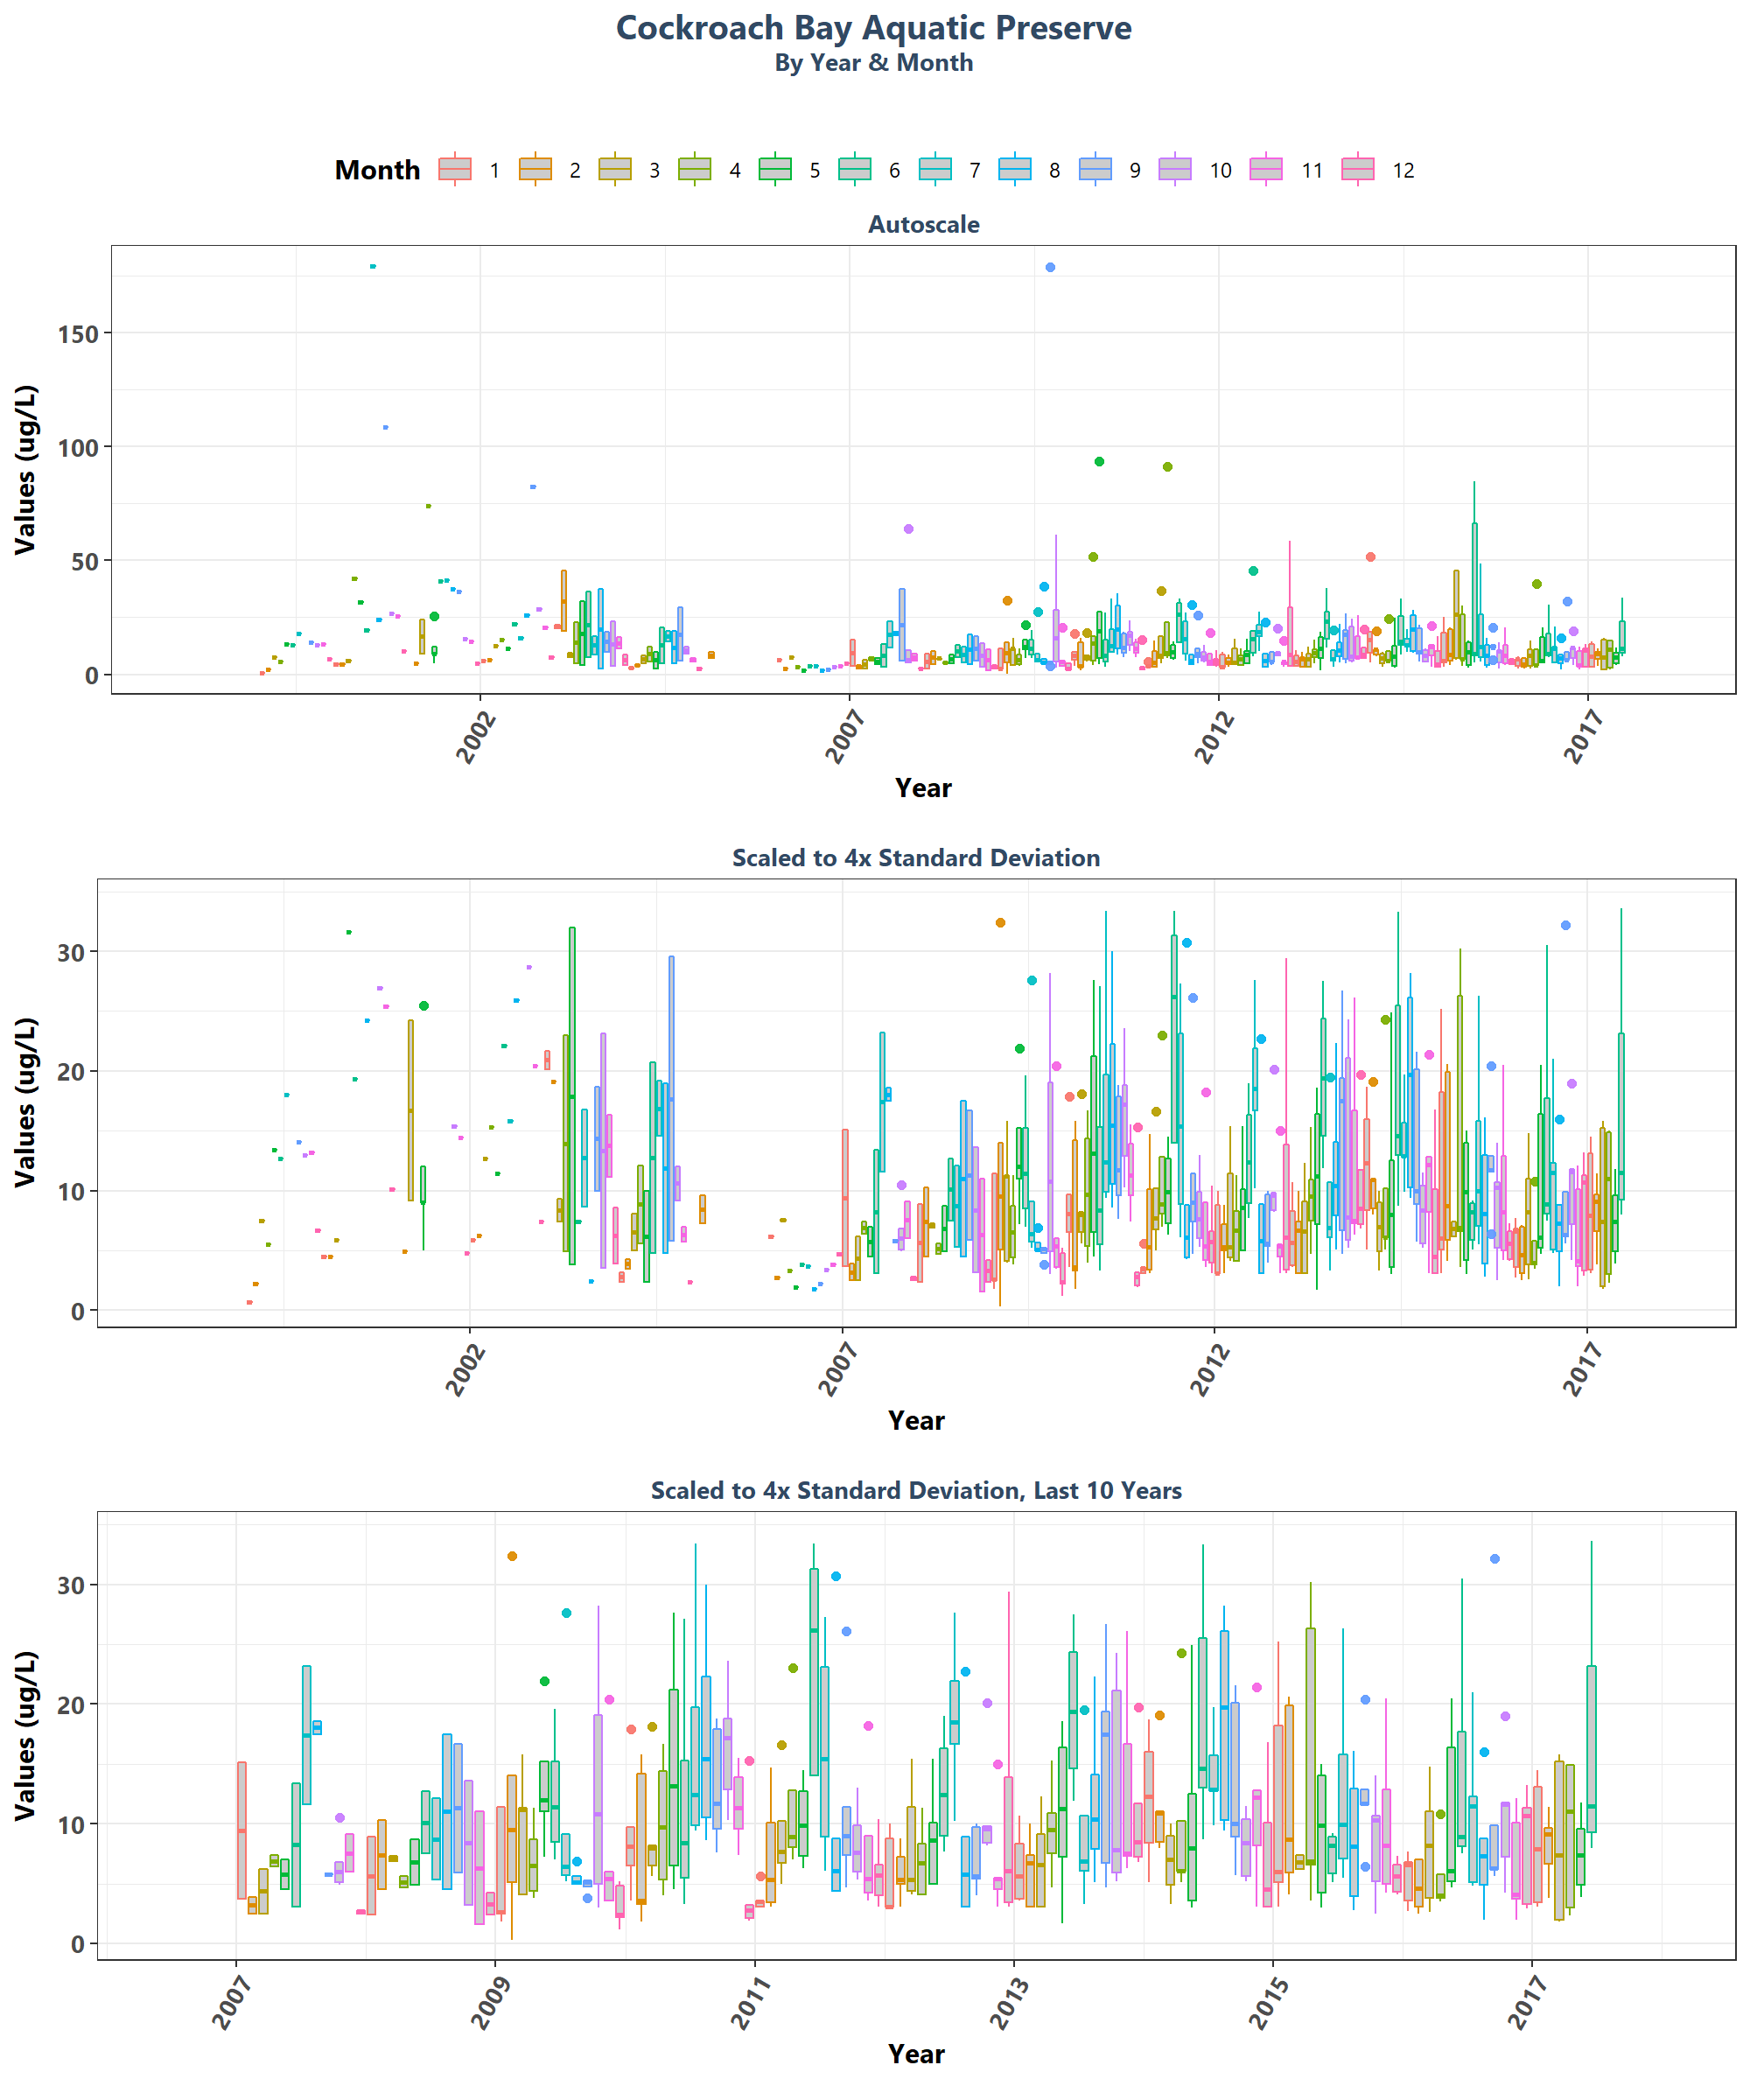 Cockroach Bay Aquatic Preserve
By Year & Month
Month 1 2 3 4 5 6 7 8 9 10 11 12
Autoscale
Values (ug/L)
150
100
50
0
2002 2007 2012 2017
Year
Scaled to 4x Standard Deviation
Values (ug/L)
30
20
10
0
2002 2007 2012 2017
Year
Scaled to 4x Standard Deviation, Last 10 Years
Values (ug/L)
30
20
10
0
2007 2009 2011 2013 2015 2017
Year